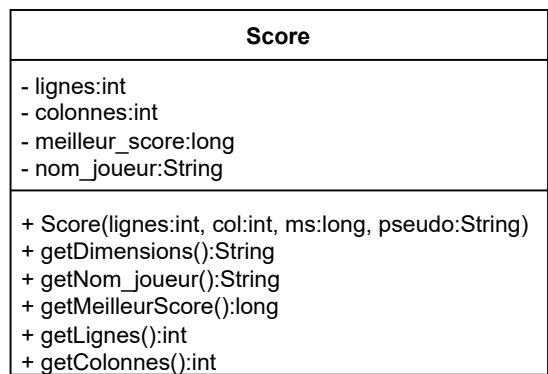 Score
- lignes:int
- colonnes:int
- meilleur_score:long
- nom_joueur:String
+ Score(lignes:int, col:int, ms:long, pseudo:String)
+ getDimensions():String
+ getNom_joueur():String
+ getMeilleurScore():long
+ getLignes():int
+ getColonnes():int